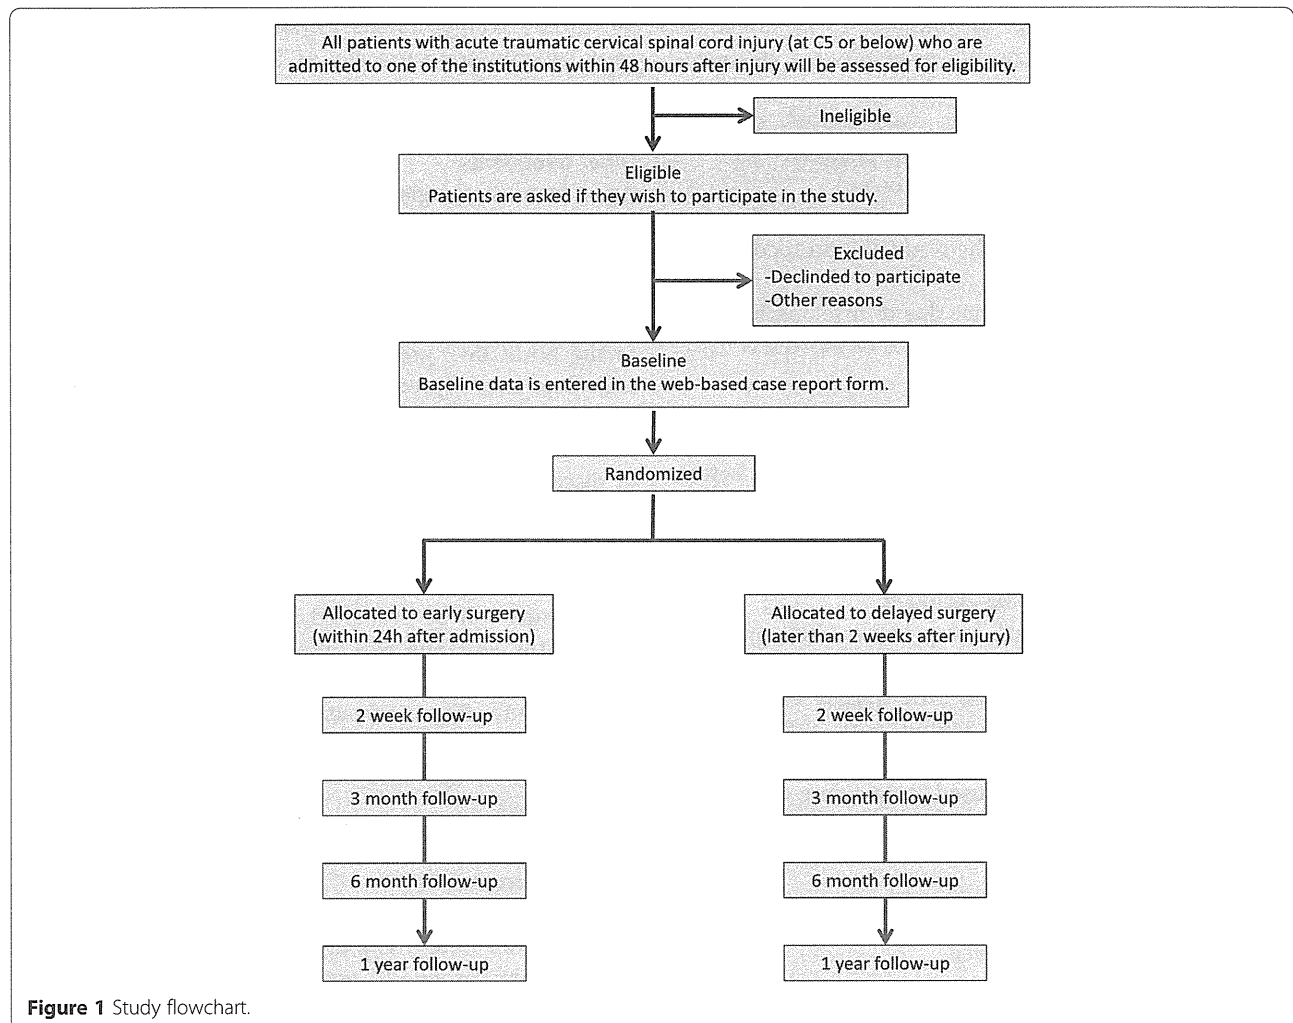 All patients with acute traumatic cervical spinal cord injury (at C5 or below) who are
admitted to one of the institutions within 48 hours after injury will be assessed for eligibility.
Ineligible
Eligible
Patients are asked if they wish to participate in the study.
Excluded
-Declinded to participate
-Other reasons
Baseline
Baseline data is entered in the web-based case report form.
Randomized
Allocated to early surgery
(within 24h after admission)
Allocated to delayed surgery
(later than 2 weeks after injury)
2 week follow-up
2 week follow-up
3 month follow-up
3 month follow-up
6 month follow-up
6 month follow-up
1 year follow-up
1 year follow-up
Figure 1 Study flowchart.